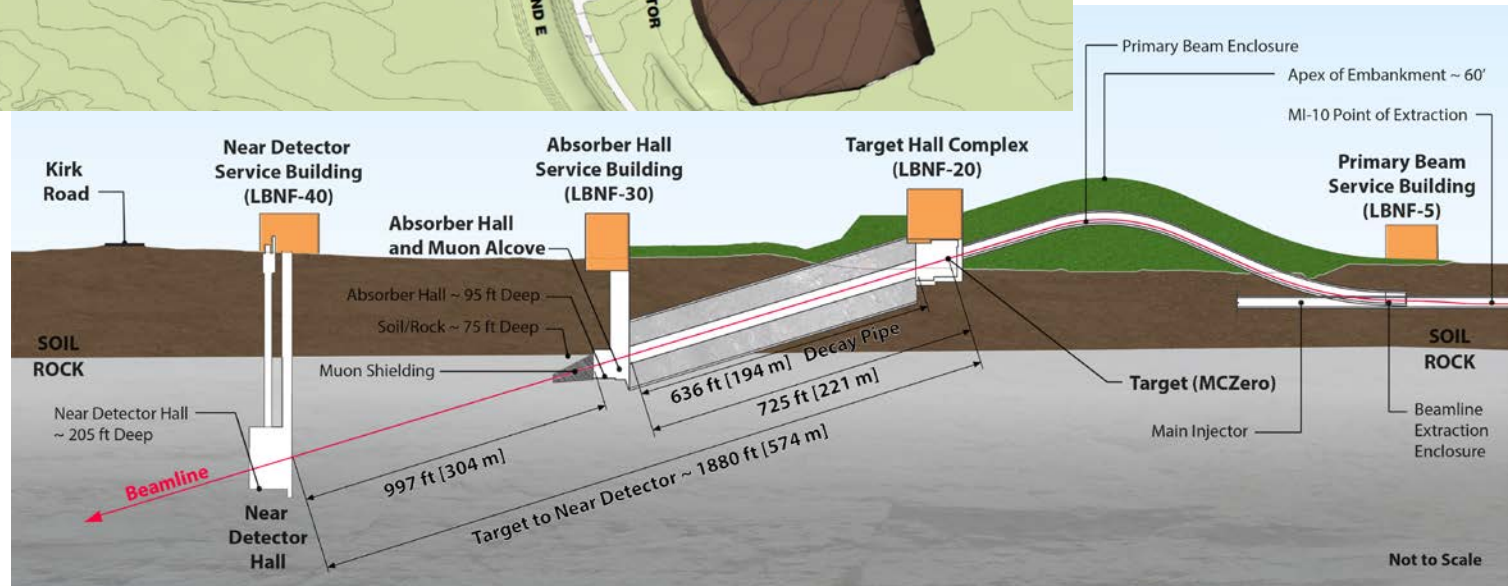 ND E
TOR
Primary Beam Enclosure
Apex of Embankment ~ 60'
MI-10 Point of Extraction
Kirk
Road
Near Detector
Service Building
(LBNF-40)
Absorber Hall
Service Building
(LBNF-30)
Target Hall Complex
(LBNF-20)
Primary Beam
Service Building
(LBNF-5)
Absorber Hall
and Muon Alcove
Absorber Hall ~ 95 ft Deep
Soil/Rock ~ 75 ft Deep
SOIL
ROCK
Muon Shielding
Near Detector Hall
~ 205 ft Deep
636 ft [194 m] Decay Pipe
725 ft [221 m]
997 ft [304 m]
Target to Near Detector ~ 1880 ft [574 m]
Beamline
Near
Detector
Hall
Target (MCZero)
Main Injector
SOIL
ROCK
Beamline
Extraction
Enclosure
Not to Scale